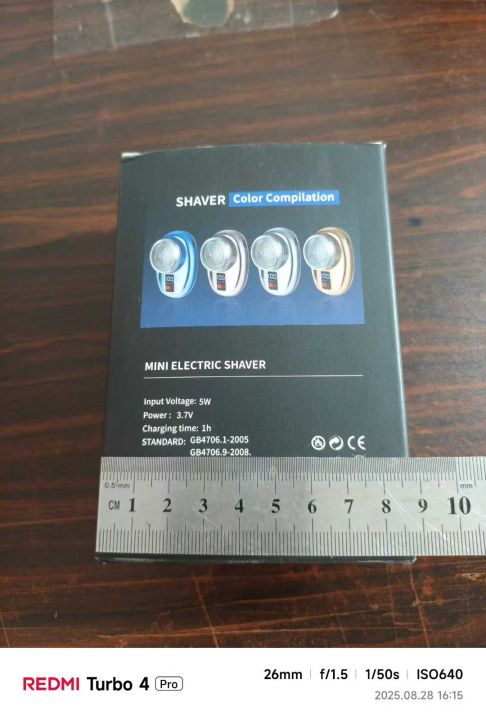 SHAVER Color Compilation
MINI ELECTRIC SHAVER
Input Voltage: 5W
Power: 3.7V
Charging time: 1h
STANDARD: GB4706.1-2005
GB4706.9-2008.
CE
0.5mm mm
CM 1 2 3 4 5 6 7 8 9 10
REDMI Turbo 4 Pro
26mm | f/1.5 | 1/50s | ISO640
2025.08.28 16:15